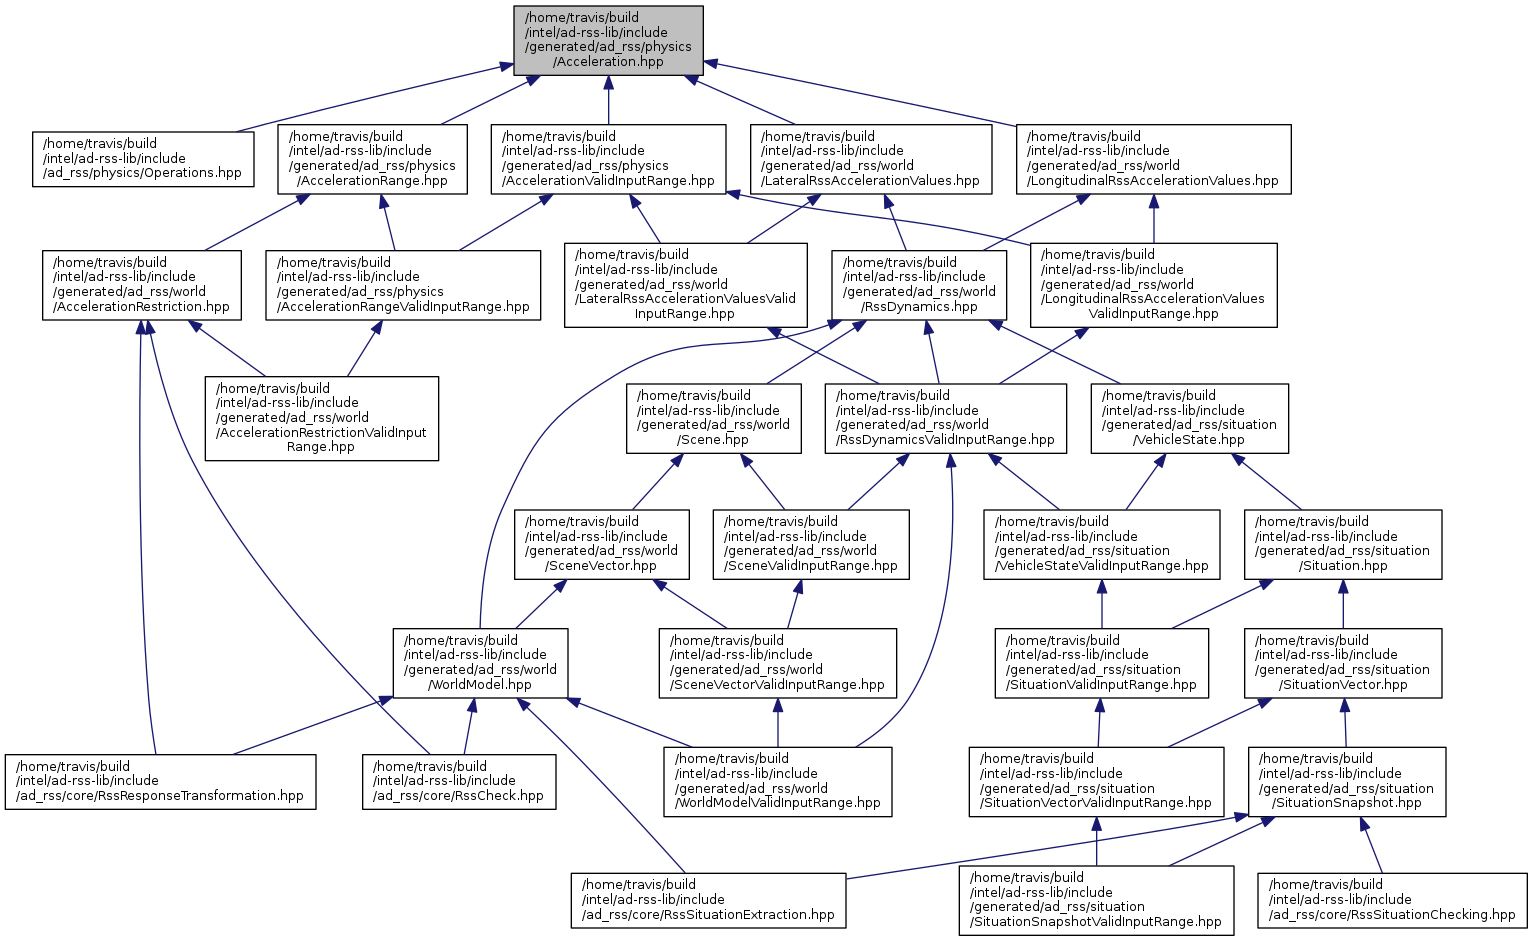 /home/travis/build
/intel/ad-rss-lib/include
/generated/ad_rss/physics
/Acceleration.hpp
/home/travis/build
/intel/ad-rss-lib/include
/ad_rss/physics/Operations.hpp
/home/travis/build
/intel/ad-rss-lib/include
/generated/ad_rss/physics
/AccelerationRange.hpp
/home/travis/build
/intel/ad-rss-lib/include
/generated/ad_rss/physics
/AccelerationValidInputRange.hpp
/home/travis/build
/intel/ad-rss-lib/include
/generated/ad_rss/world
/LateralRssAccelerationValues.hpp
/home/travis/build
/intel/ad-rss-lib/include
/generated/ad_rss/world
/LongitudinalRssAccelerationValues.hpp
/home/travis/build
/intel/ad-rss-lib/include
/generated/ad_rss/world
/AccelerationRestriction.hpp
/home/travis/build
/intel/ad-rss-lib/include
/generated/ad_rss/physics
/AccelerationRangeValidInputRange.hpp
/home/travis/build
/intel/ad-rss-lib/include
/generated/ad_rss/world
/LateralRssAccelerationValuesValid
InputRange.hpp
/home/travis/build
/intel/ad-rss-lib/include
/generated/ad_rss/world
/RssDynamics.hpp
/home/travis/build
/intel/ad-rss-lib/include
/generated/ad_rss/world
/LongitudinalRssAccelerationValues
ValidInputRange.hpp
/home/travis/build
/intel/ad-rss-lib/include
/generated/ad_rss/world
/AccelerationRestrictionValidInput
Range.hpp
/home/travis/build
/intel/ad-rss-lib/include
/generated/ad_rss/world
/Scene.hpp
/home/travis/build
/intel/ad-rss-lib/include
/generated/ad_rss/world
/RssDynamicsValidInputRange.hpp
/home/travis/build
/intel/ad-rss-lib/include
/generated/ad_rss/situation
/VehicleState.hpp
/home/travis/build
/intel/ad-rss-lib/include
/generated/ad_rss/world
/SceneVector.hpp
/home/travis/build
/intel/ad-rss-lib/include
/generated/ad_rss/world
/SceneValidInputRange.hpp
/home/travis/build
/intel/ad-rss-lib/include
/generated/ad_rss/situation
/VehicleStateValidInputRange.hpp
/home/travis/build
/intel/ad-rss-lib/include
/generated/ad_rss/situation
/Situation.hpp
/home/travis/build
/intel/ad-rss-lib/include
/generated/ad_rss/world
/WorldModel.hpp
/home/travis/build
/intel/ad-rss-lib/include
/generated/ad_rss/world
/SceneVectorValidInputRange.hpp
/home/travis/build
/intel/ad-rss-lib/include
/generated/ad_rss/situation
/SituationValidInputRange.hpp
/home/travis/build
/intel/ad-rss-lib/include
/generated/ad_rss/situation
/SituationVector.hpp
/home/travis/build
/intel/ad-rss-lib/include
/ad_rss/core/RssResponseTransformation.hpp
/home/travis/build
/intel/ad-rss-lib/include
/ad_rss/core/RssCheck.hpp
/home/travis/build
/intel/ad-rss-lib/include
/generated/ad_rss/world
/WorldModelValidInputRange.hpp
/home/travis/build
/intel/ad-rss-lib/include
/generated/ad_rss/situation
/SituationVectorValidInputRange.hpp
/home/travis/build
/intel/ad-rss-lib/include
/generated/ad_rss/situation
/SituationSnapshot.hpp
/home/travis/build
/intel/ad-rss-lib/include
/ad_rss/core/RssSituationExtraction.hpp
/home/travis/build
/intel/ad-rss-lib/include
/generated/ad_rss/situation
/SituationSnapshotValidInputRange.hpp
/home/travis/build
/intel/ad-rss-lib/include
/ad_rss/core/RssSituationChecking.hpp